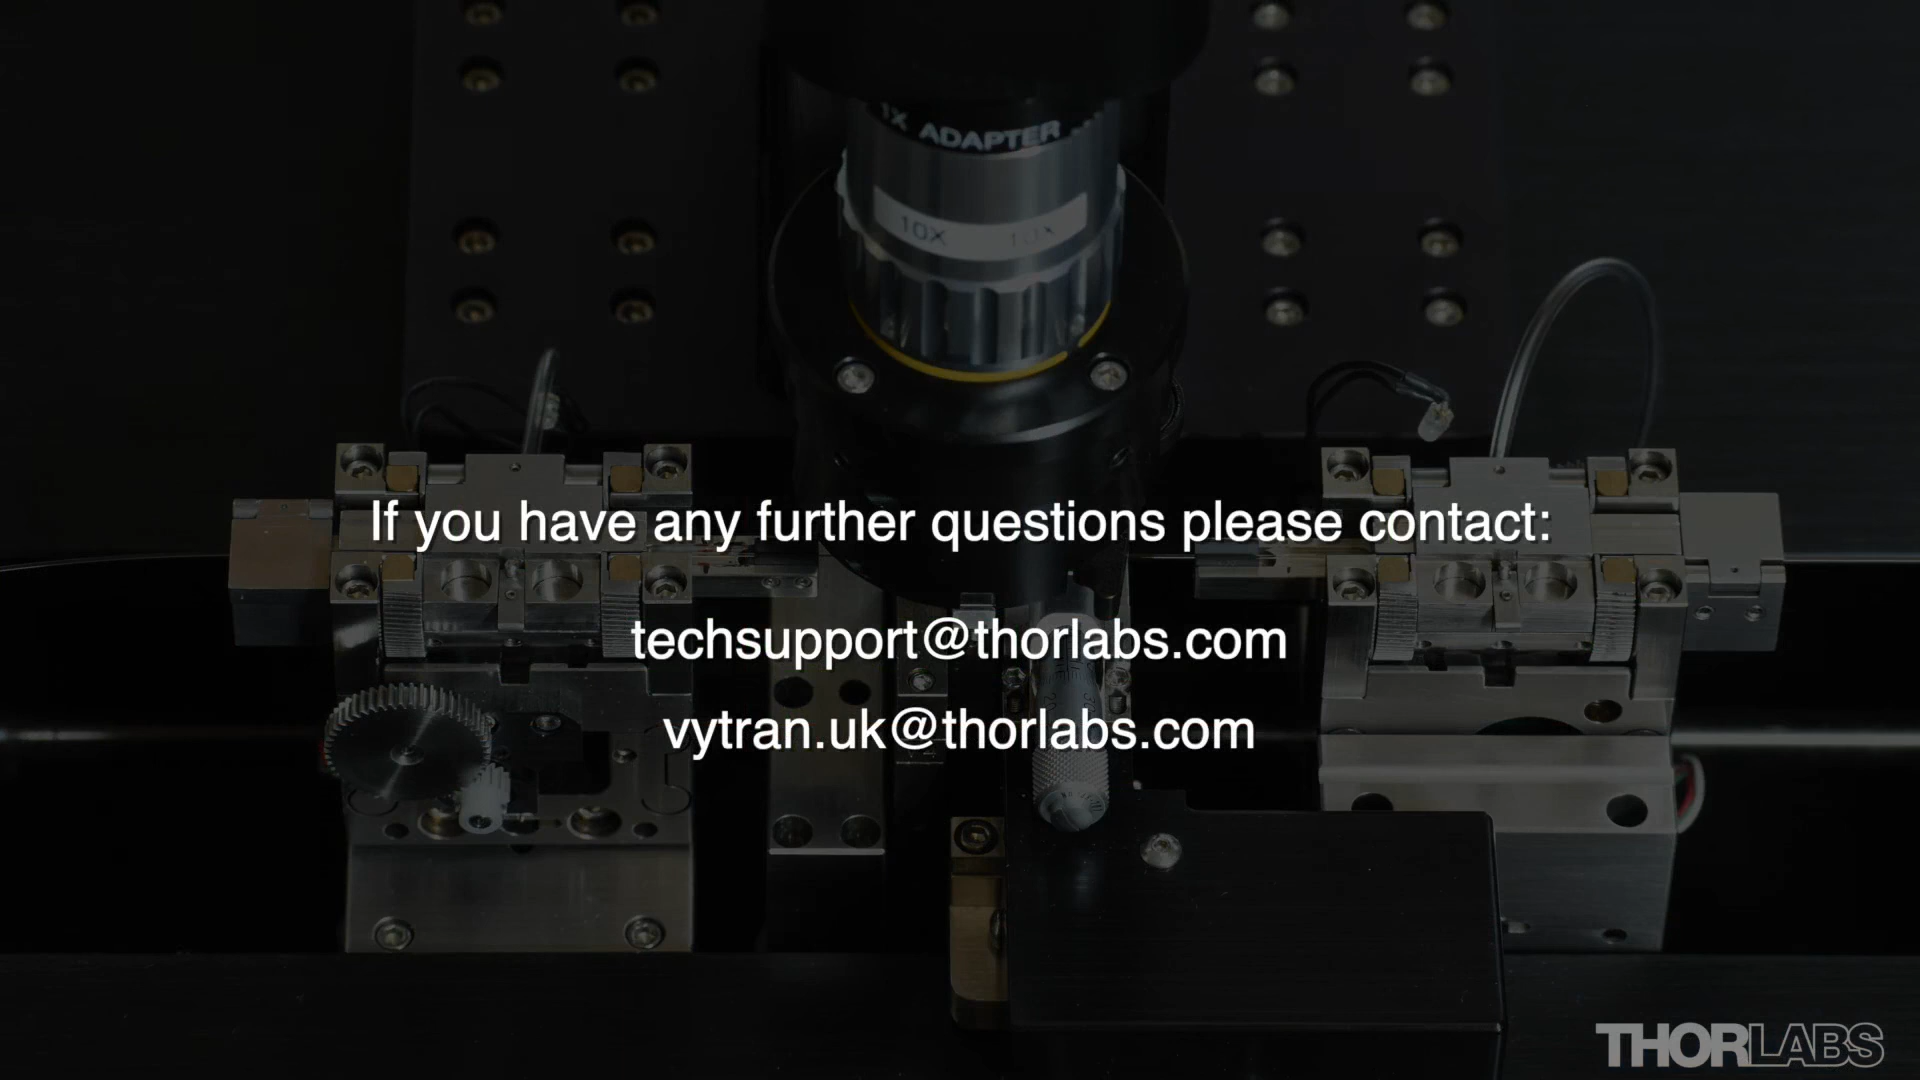 1X ADAPTER
10X 10X
If you have any further questions please contact:
techsupport@thorlabs.com
vytran.uk@thorlabs.com
THORLABS